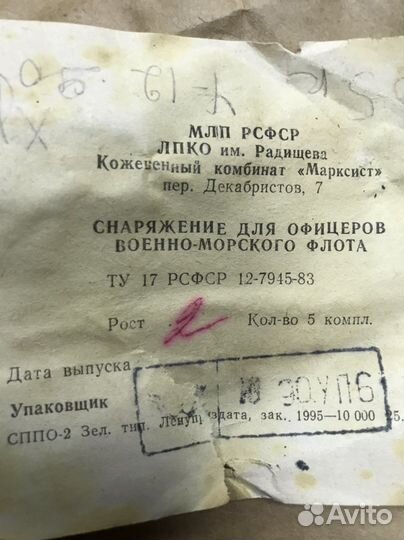 МЛП РСФСР
ЛПКО им. Радищева
Кожевенный комбинат «Марксист»
пер. Декабристов, 7
СНАРЯЖЕНИЕ ДЛЯ ОФИЦЕРОВ
ВОЕННО-МОРСКОГО ФЛОТА
ТУ 17 РСФСР 12-7945-83
Рост 2 Кол-во 5 компл.
Дата выпуска
Упаковщик
СППО-2 Зел. тип. Ленуприздата, зак. 1995—10 000 25.
Avito